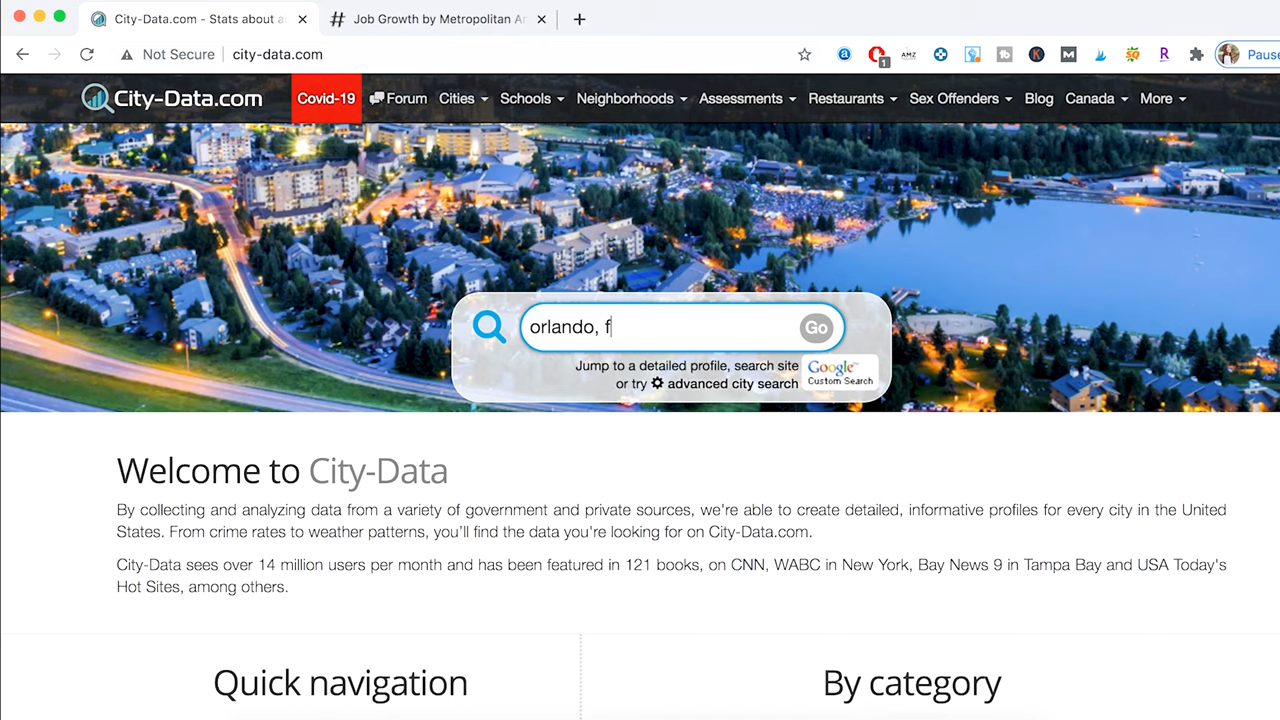 City-Data.com - Stats about a
Job Growth by Metropolitan Ar
Not Secure
city-data.com
1
AMZ
Pause
City-Data.com
Covid-19
Forum
Cities
Schools
Neighborhoods
Assessments
Restaurants
Sex Offenders
Blog
Canada
More
orlando, f
Go
Jump to a detailed profile, search site
or try advanced city search
Google™
Custom Search
Welcome to City-Data
By collecting and analyzing data from a variety of government and private sources, we're able to create detailed, informative profiles for every city in the United
States. From crime rates to weather patterns, you'll find the data you're looking for on City-Data.com.
City-Data sees over 14 million users per month and has been featured in 121 books, on CNN, WABC in New York, Bay News 9 in Tampa Bay and USA Today's
Hot Sites, among others.
Quick navigation
By category